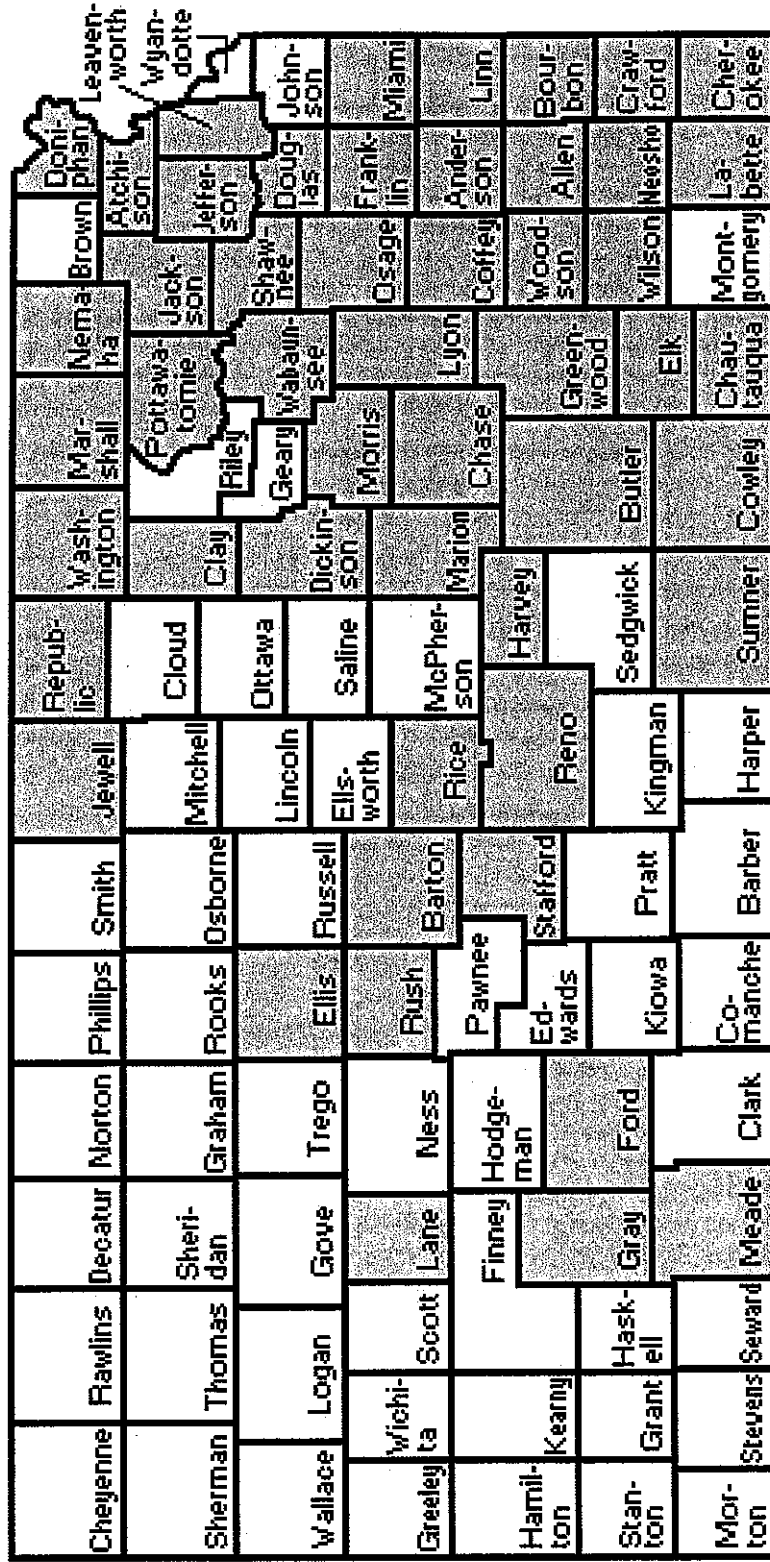 Cheyenne
Rawlins
Decatur
Norton
Phillips
Smith
Jewell
Repub-
lic
Wash-
ington
Mar-
shall
Nema-
ha
Brown
Doni-
phan
Atchi-
son
Leaven-
worth
Wyan-
dotte
Sherman
Thomas
Sheri-
dan
Graham
Rooks
Osborne
Mitchell
Cloud
Clay
Riley
Pottawa-
tomie
Jack-
son
Jeffer-
son
Wallace
Logan
Gove
Trego
Ellis
Russell
Lincoln
Ottawa
Dickin-
son
Geary
Wabaun-
see
Shaw-
nee
Doug-
las
John-
son
Ells-
worth
Saline
Morris
Osage
Frank-
lin
Miami
Greeley
Wichi-
ta
Scott
Lane
Ness
Rush
Barton
Rice
McPher-
son
Marion
Chase
Lyon
Coffey
Ander-
son
Linn
Hamil-
ton
Kearny
Finney
Hodge-
man
Pawnee
Stafford
Reno
Harvey
Butler
Green-
wood
Wood-
son
Allen
Bour-
bon
Stan-
ton
Grant
Hask-
ell
Gray
Ford
Ed-
wards
Kiowa
Pratt
Kingman
Sedgwick
Elk
Wilson
Neosho
Craw-
ford
Mor-
ton
Stevens
Seward
Meade
Clark
Co-
manche
Barber
Harper
Sumner
Cowley
Chau-
tauqua
Mont-
gomery
La-
bette
Cher-
okee